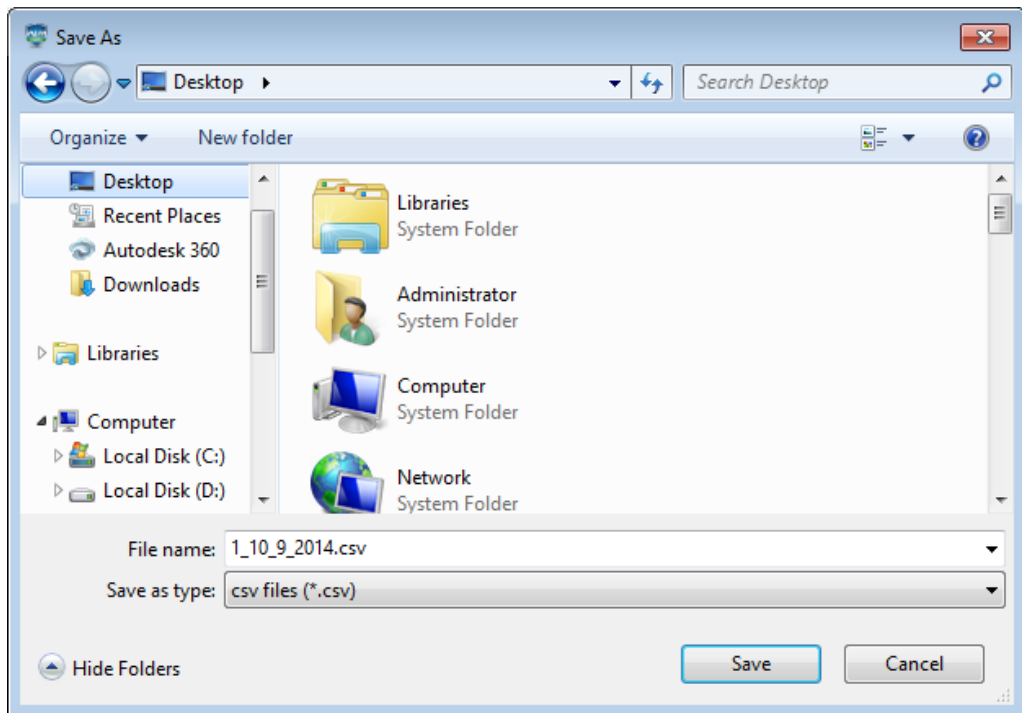 Save As
Desktop
Search Desktop
Organize
New folder
Desktop
Recent Places
Autodesk 360
Downloads
Libraries
Computer
Local Disk (C:)
Local Disk (D:)
Libraries
System Folder
Administrator
System Folder
Computer
System Folder
Network
System Folder
File name: 1_10_9_2014.csv
Save as type: csv files (*.csv)
Hide Folders
Save
Cancel